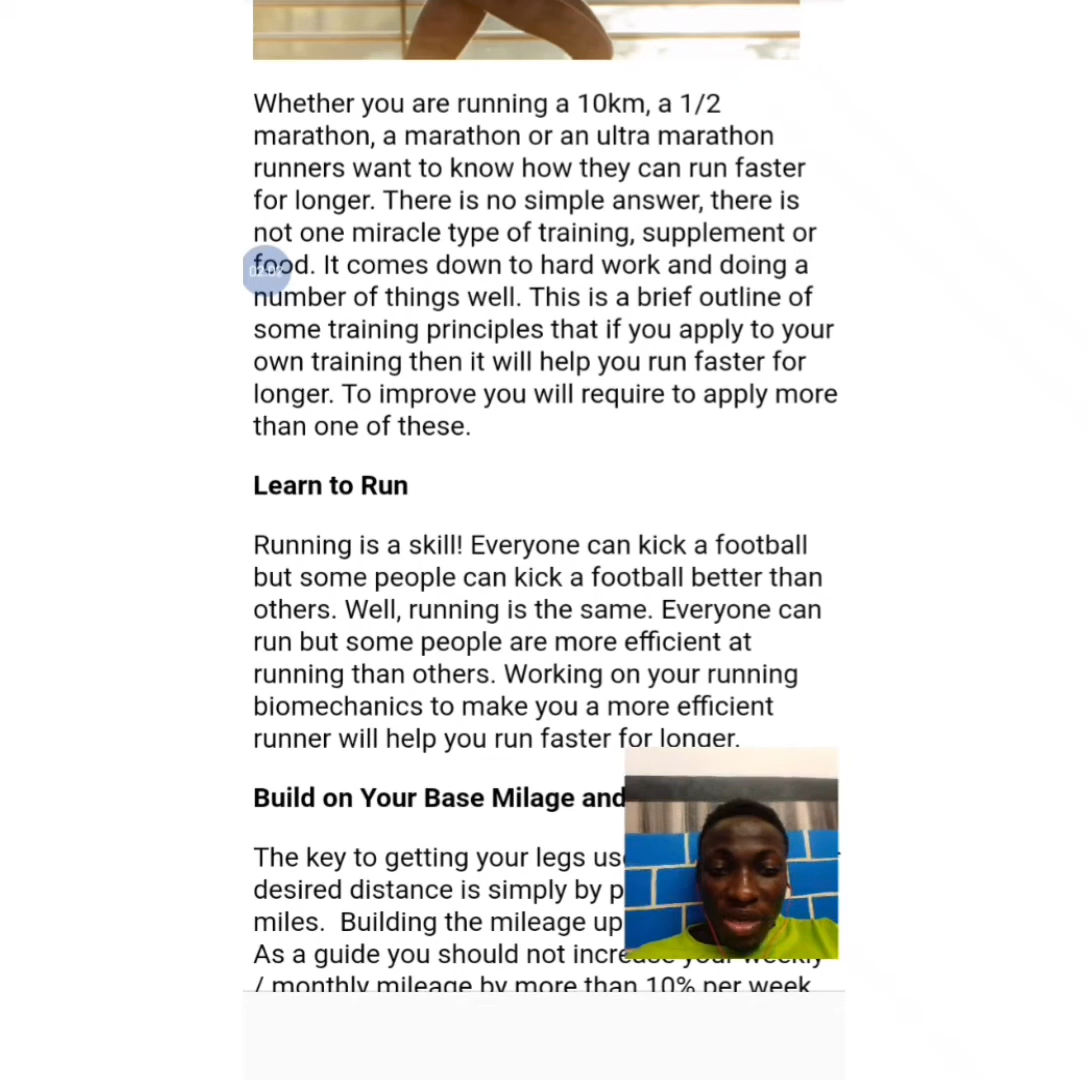 Whether you are running a 10km, a 1/2
marathon, a marathon or an ultra marathon
runners want to know how they can run faster
for longer. There is no simple answer, there is
not one miracle type of training, supplement or
food. It comes down to hard work and doing a
number of things well. This is a brief outline of
some training principles that if you apply to your
own training then it will help you run faster for
longer. To improve you will require to apply more
than one of these.
Learn to Run
Running is a skill! Everyone can kick a football
but some people can kick a football better than
others. Well, running is the same. Everyone can
run but some people are more efficient at
running than others. Working on your running
biomechanics to make you a more efficient
runner will help you run faster for longer.
Build on Your Base Milage and
The key to getting your legs
desired distance is simply by
miles. Building the mileage up
As a guide you should not increase your weekly
/ monthly mileage by more than 10% per week